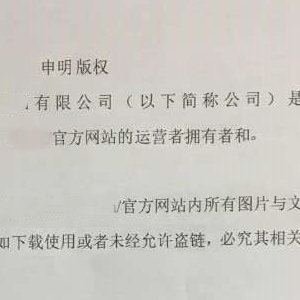 申明版权
有限公司（以下简称公司）是
官方网站的运营者拥有者和。
/官方网站内所有图片与文
如下载使用或者未经允许盗链，必究其相关